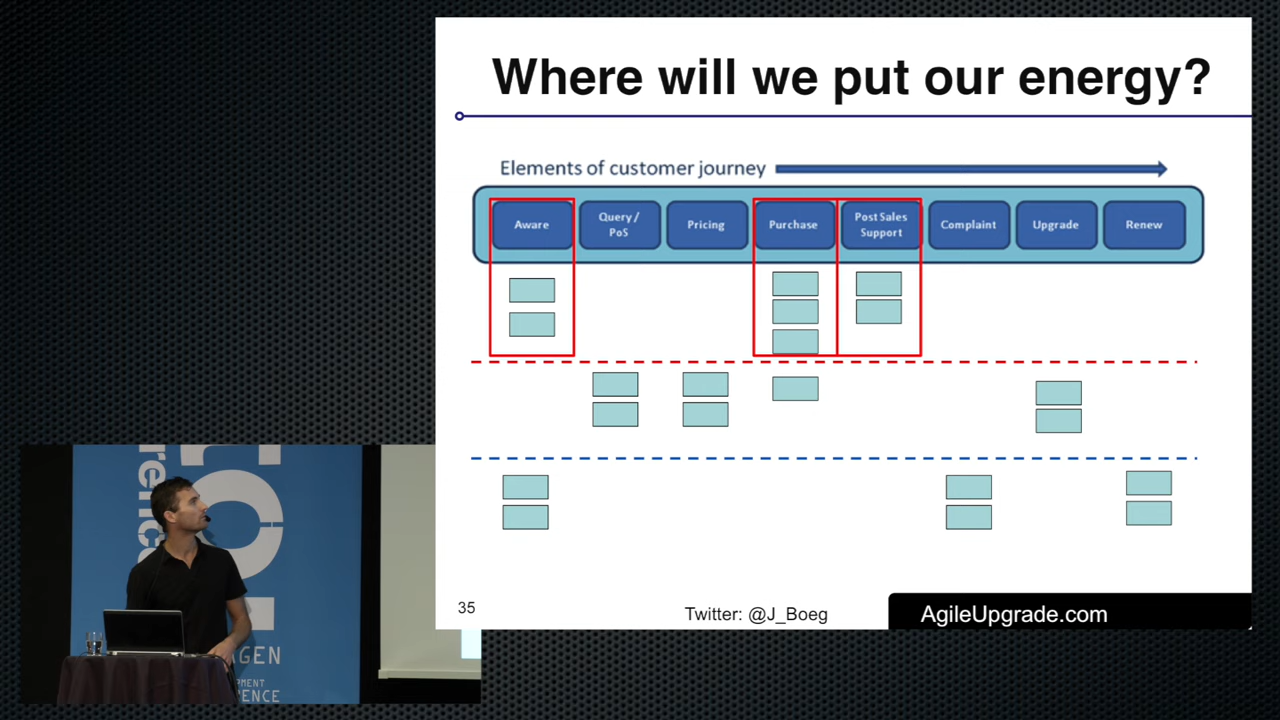 Where will we put our energy?
Elements of customer journey
Aware
Query /
PoS
Pricing
Purchase
Post Sales
Support
Complaint
Upgrade
Renew
35
Twitter: @J_Boeg
AgileUpgrade.com